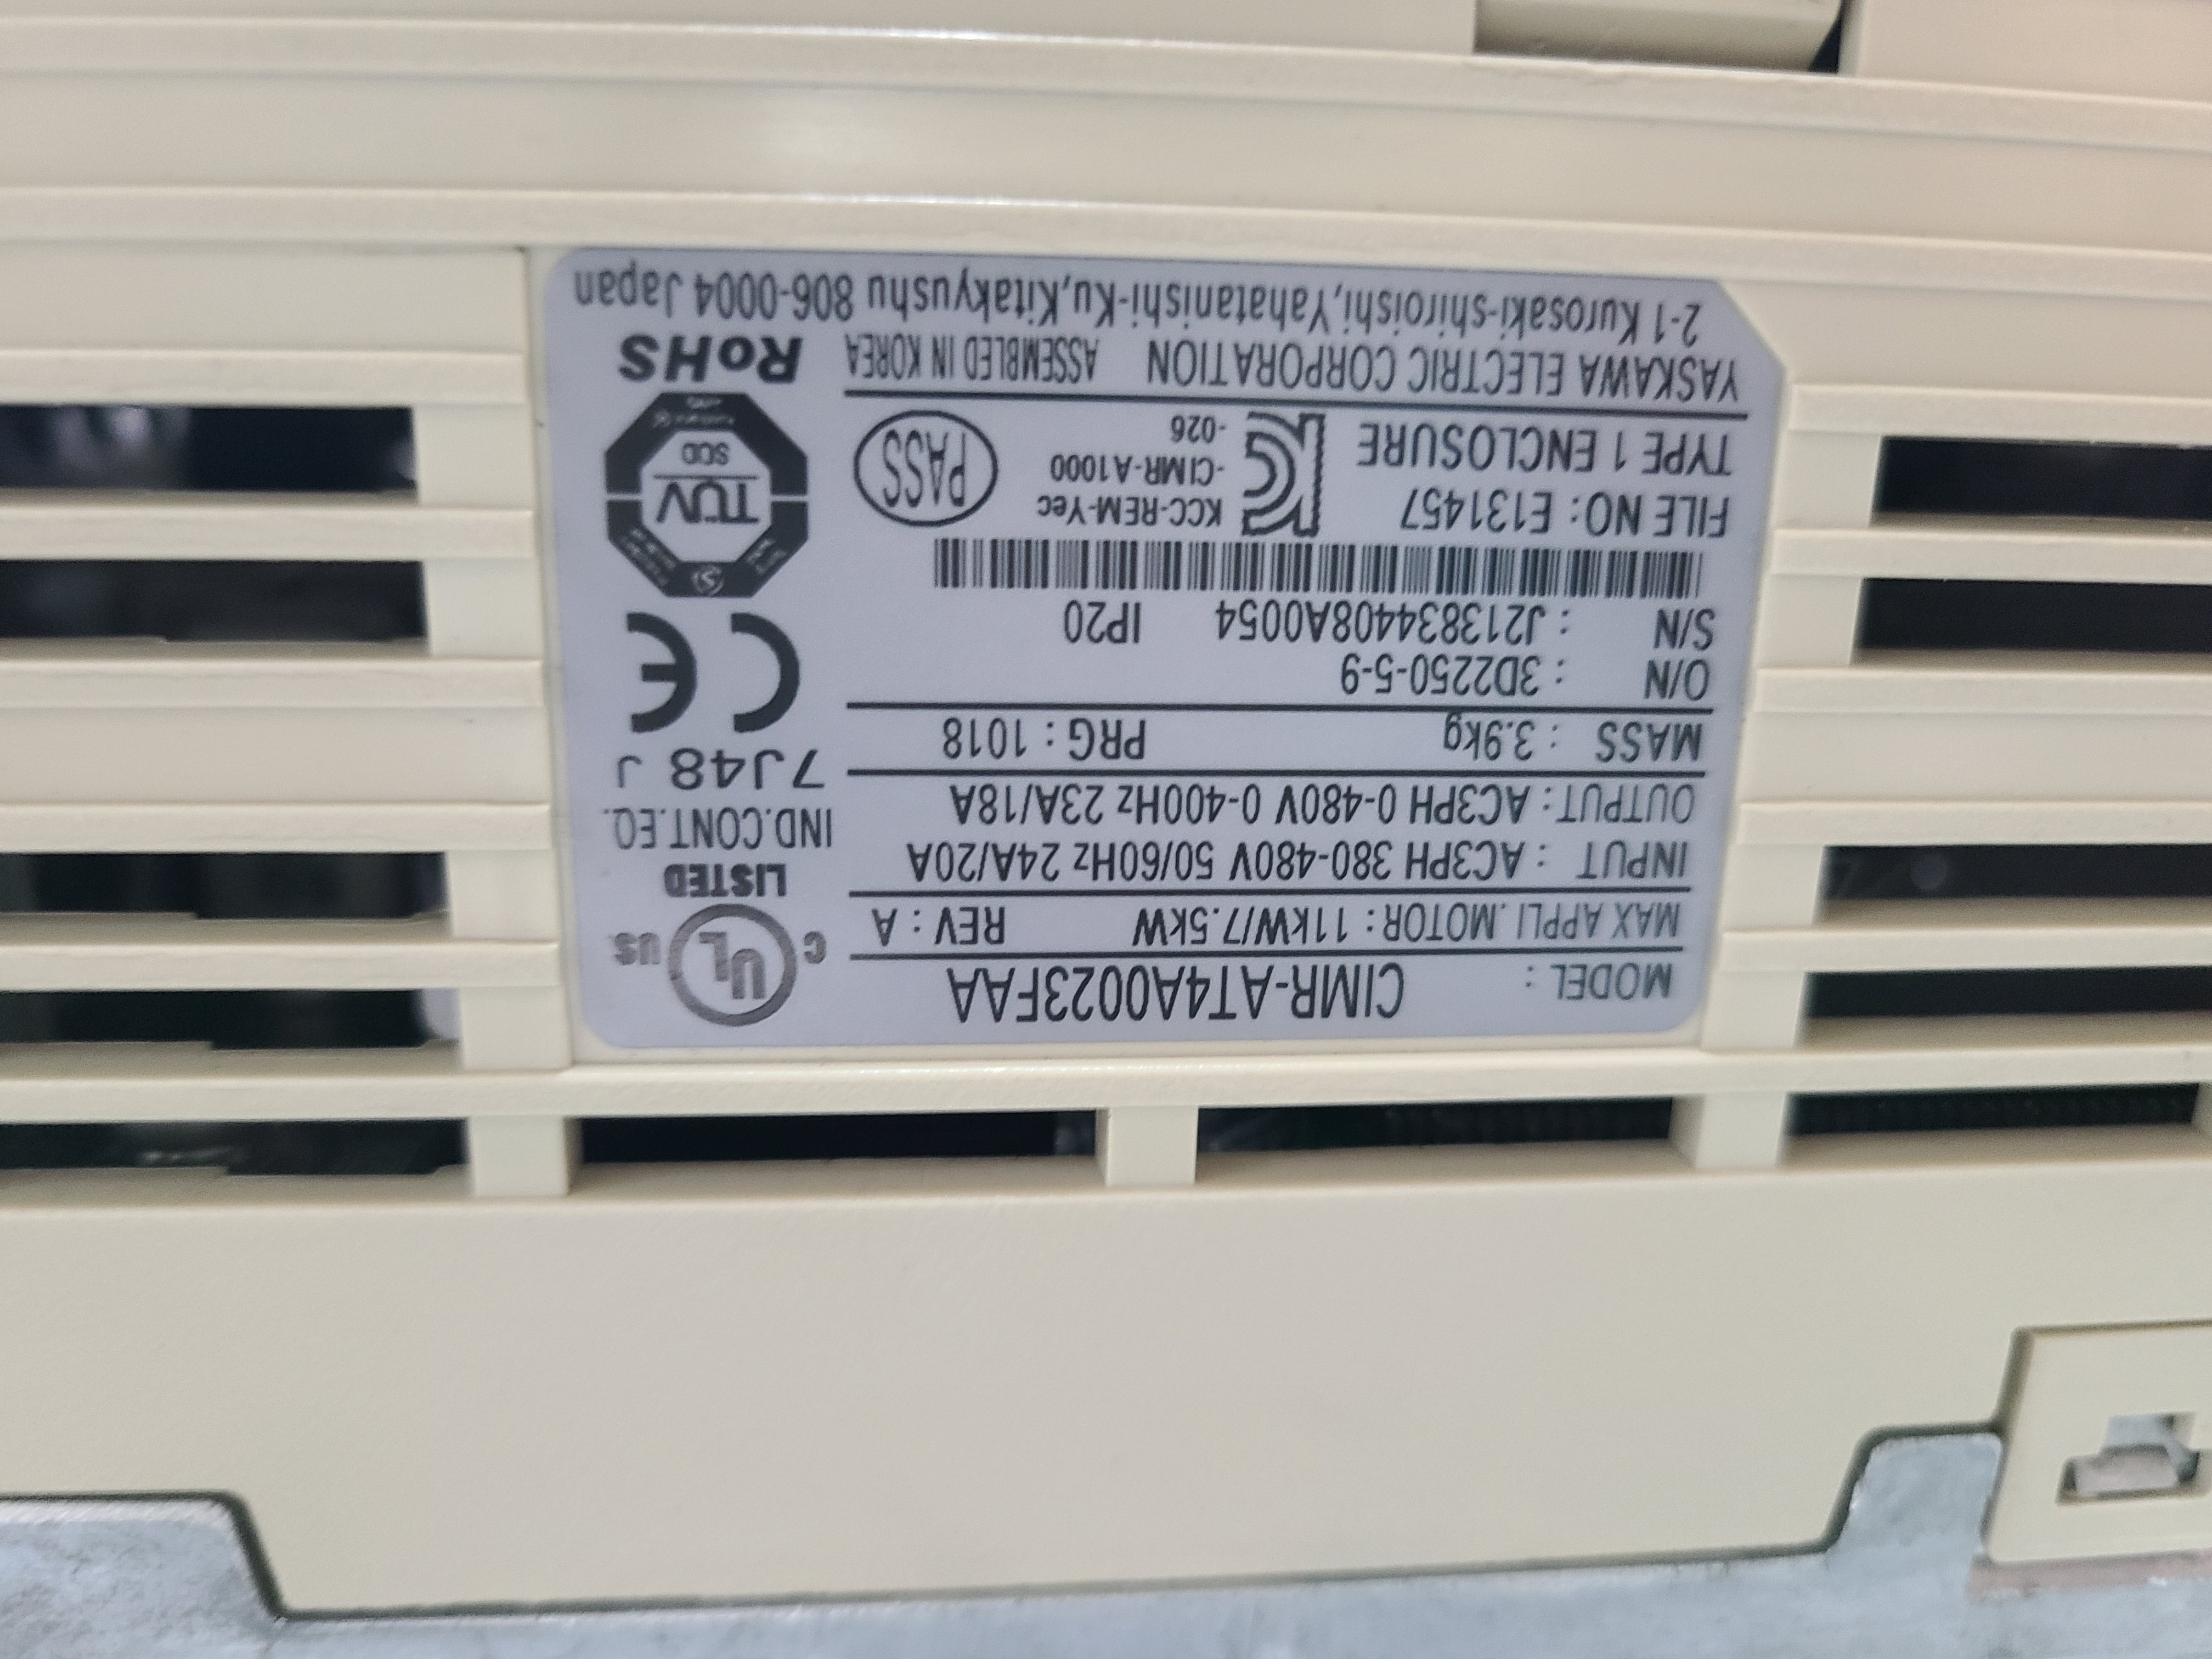 MODEL : CIMR-AT4A0023FAA
MAX APPLI. MOTOR : 11kW/7.5kW REV : A
INPUT : AC3PH 380-480V 50/60Hz 24A/20A
OUTPUT : AC3PH 0-480V 0-400Hz 23A/18A
MASS : 3.9kg PRG : 1018
O/N : 3D2250-5-9
S/N : J213834408A0054 IP20
FILE NO : E131457
TYPE 1 ENCLOSURE
KCC-REM-Yec
-CIMR-A1000
-026
PASS
YASKAWA ELECTRIC CORPORATION ASSEMBLED IN KOREA
2-1 Kurosaki-shiroishi,Yahatanishi-Ku,Kitakyushu 806-0004 Japan
C UL US
LISTED
IND.CONT.EQ.
7J48 J
CE
TÜV
SÜD
RoHS